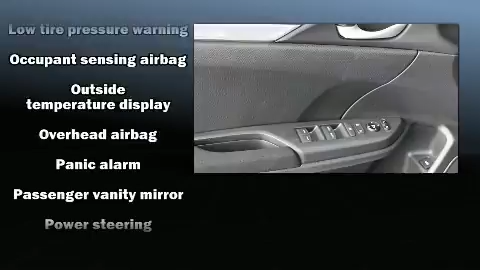 Low tire pressure warning
Occupant sensing airbag
Outside
temperature display
Overhead airbag
Panic alarm
Passenger vanity mirror
Power steering